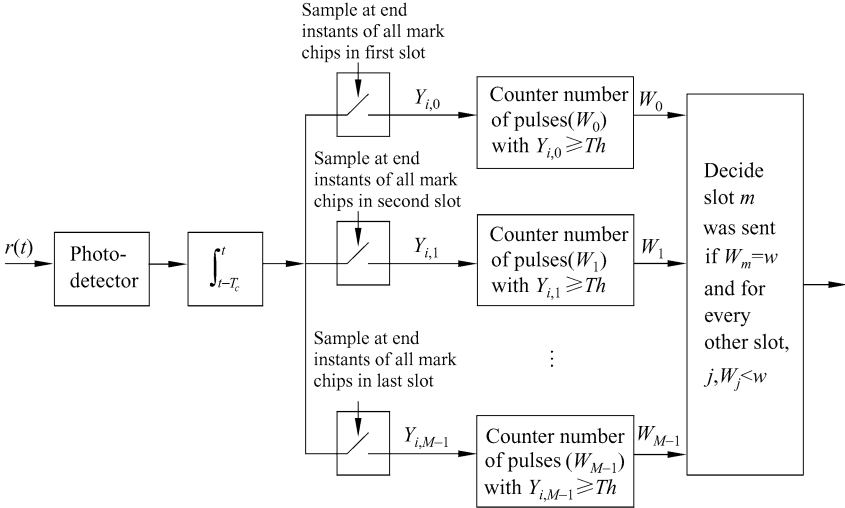 Sample at end
instants of all mark
chips in first slot
Y_{i,0}
Counter number
of pulses(W_0)
with Y_{i,0}⩾Th
W_0
Sample at end
instants of all mark
chips in second slot
r(t)
Photo-
detector
∫_{t−T_c}^{t}
Y_{i,1}
Counter number
of pulses(W_1)
with Y_{i,1}⩾Th
W_1
Sample at end
instants of all mark
chips in last slot
⋮
Y_{i,M−1}
Counter number
of pulses (W_{M−1})
with Y_{i,M−1}⩾Th
W_{M−1}
Decide
slot m
was sent
if W_m=w
and for
every
other slot,
j,W_j<w